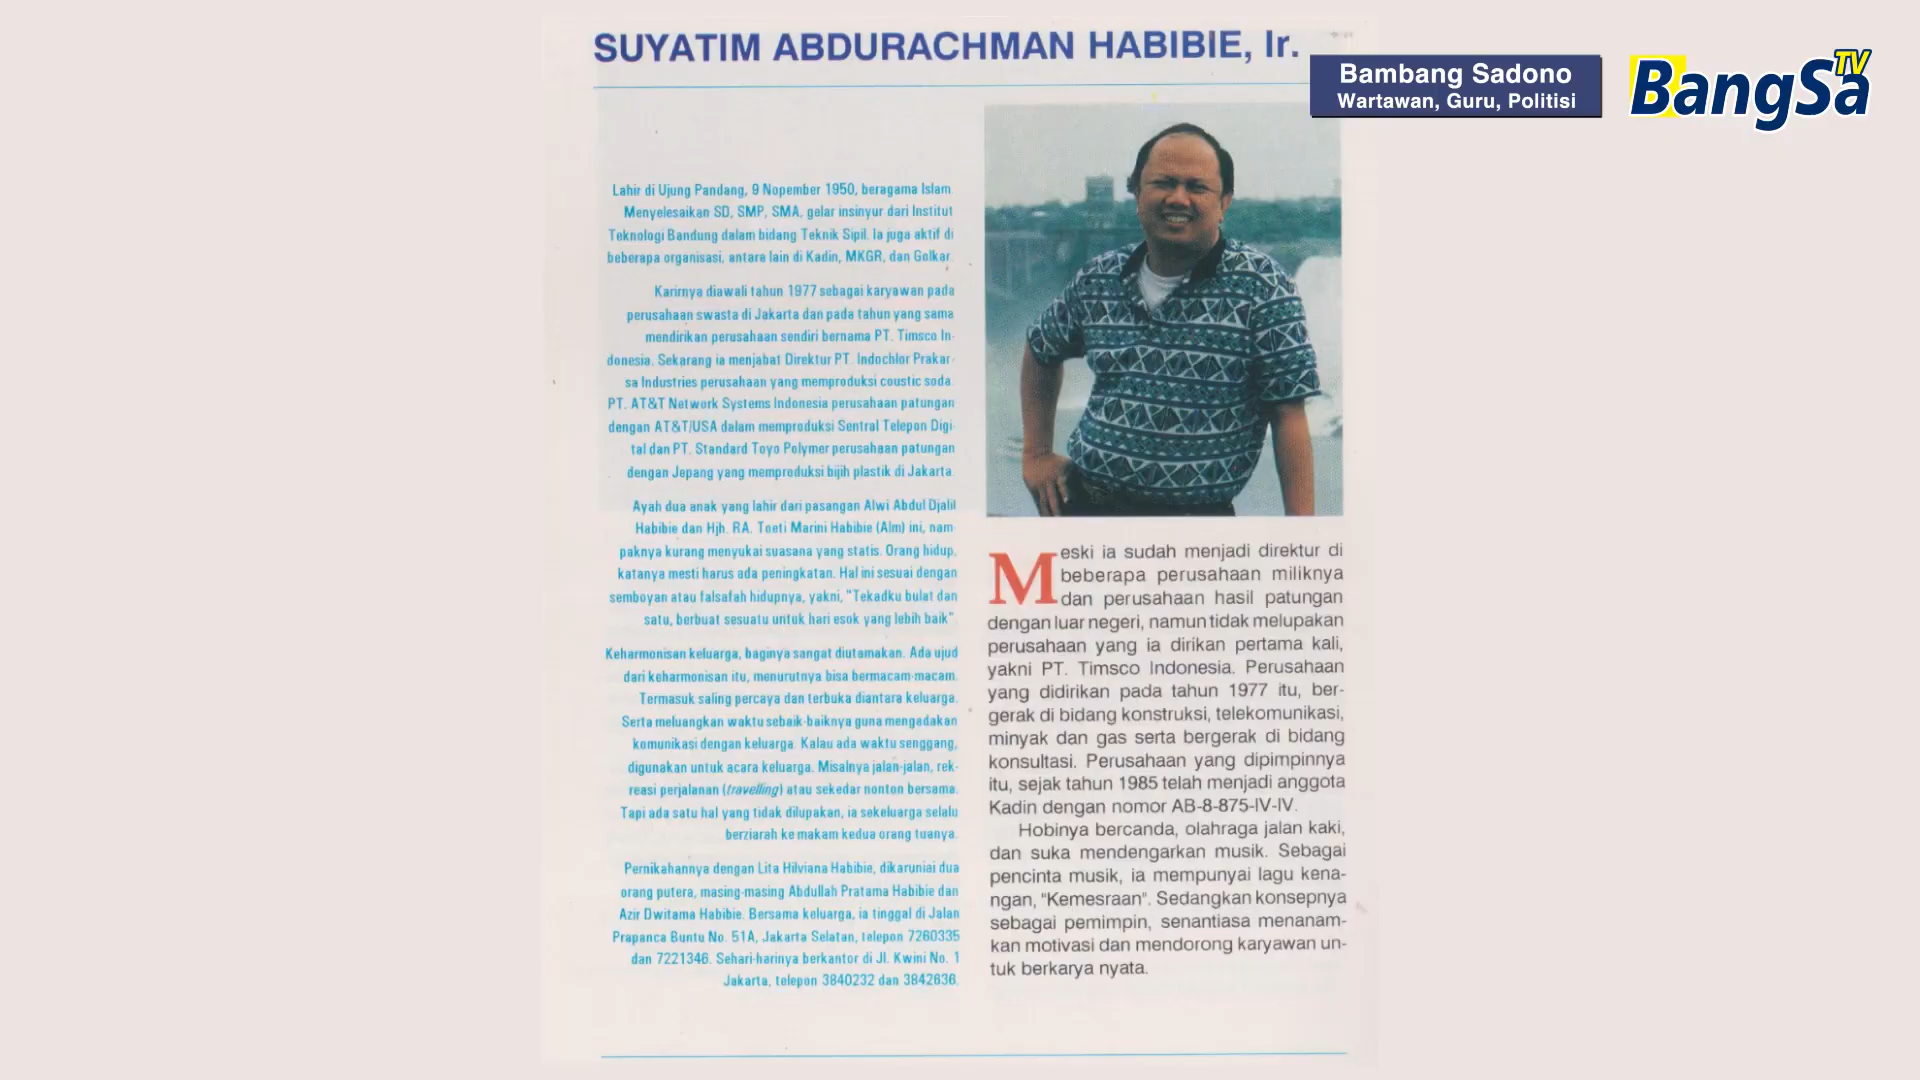 SUYATIM ABDURACHMAN HABIBIE, Ir.
Bambang Sadono
Wartawan, Guru, Politisi
BangSa TV
Lahir di Ujung Pandang, 9 Nopember 1950, beragama Islam.
Menyelesaikan SD, SMP, SMA, gelar insinyur dari Institut
Teknologi Bandung dalam bidang Teknik Sipil. Ia juga aktif di
beberapa organisasi, antara lain di Kadin, MKGR, dan Golkar.
Karirnya diawali tahun 1977 sebagai karyawan pada
perusahaan swasta di Jakarta dan pada tahun yang sama
mendirikan perusahaan sendiri bernama PT. Timsco In-
donesia. Sekarang ia menjabat Direktur PT. Indochlor Prakar-
sa Industries perusahaan yang memproduksi coustic soda.
PT. AT&T Network Systems Indonesia perusahaan patungan
dengan AT&T/USA dalam memproduksi Sentral Telepon Digi-
tal dan PT. Standard Toyo Polymer perusahaan patungan
dengan Jepang yang memproduksi bijih plastik di Jakarta.
Ayah dua anak yang lahir dari pasangan Alwi Abdul Djalil
Habibie dan Hjh. RA. Toeti Marini Habibie (Alm) ini, nam-
paknya kurang menyukai suasana yang statis. Orang hidup,
katanya mesti harus ada peningkatan. Hal ini sesuai dengan
semboyan atau falsafah hidupnya, yakni, "Tekadku bulat dan
satu, berbuat sesuatu untuk hari esok yang lebih baik".
Keharmonisan keluarga, baginya sangat diutamakan. Ada ujud
dari keharmonisan itu, menurutnya bisa bermacam-macam.
Termasuk saling percaya dan terbuka diantara keluarga.
Serta meluangkan waktu sebaik-baiknya guna mengadakan
komunikasi dengan keluarga. Kalau ada waktu senggang,
digunakan untuk acara keluarga. Misalnya jalan-jalan, rek-
reasi perjalanan (travelling) atau sekedar nonton bersama.
Tapi ada satu hal yang tidak dilupakan, ia sekeluarga selalu
berziarah ke makam kedua orang tuanya.
Pernikahannya dengan Lita Hilviana Habibie, dikaruniai dua
orang putera, masing-masing Abdullah Pratama Habibie dan
Azir Dwitama Habibie. Bersama keluarga, ia tinggal di Jalan
Prapanca Buntu No. 51A, Jakarta Selatan, telepon 7260335
dan 7221346. Sehari-harinya berkantor di Jl. Kwini No. 1
Jakarta, telepon 3840232 dan 3842636.
Meski ia sudah menjadi direktur di
beberapa perusahaan miliknya
dan perusahaan hasil patungan
dengan luar negeri, namun tidak melupakan
perusahaan yang ia dirikan pertama kali,
yakni PT. Timsco Indonesia. Perusahaan
yang didirikan pada tahun 1977 itu, ber-
gerak di bidang konstruksi, telekomunikasi,
minyak dan gas serta bergerak di bidang
konsultasi. Perusahaan yang dipimpinnya
itu, sejak tahun 1985 telah menjadi anggota
Kadin dengan nomor AB-8-875-IV-IV.
Hobinya bercanda, olahraga jalan kaki,
dan suka mendengarkan musik. Sebagai
pencinta musik, ia mempunyai lagu kena-
ngan, "Kemesraan". Sedangkan konsepnya
sebagai pemimpin, senantiasa menanam-
kan motivasi dan mendorong karyawan un-
tuk berkarya nyata.